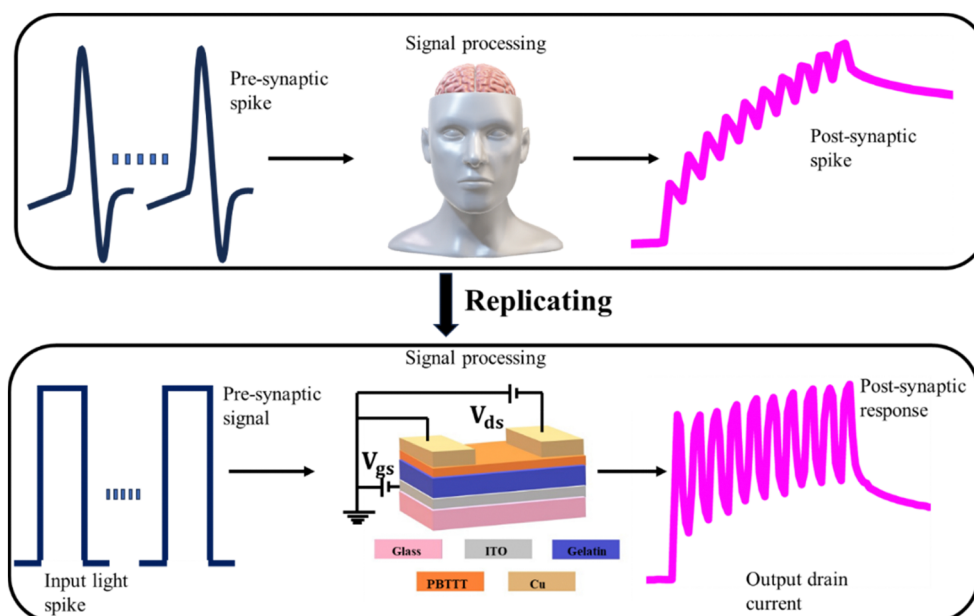 Signal processing
Pre-synaptic
spike
Post-synaptic
spike
Replicating
Signal processing
Pre-synaptic
signal
Vds
Vgs
Post-synaptic
response
Glass
ITO
Gelatin
PBTTT
Cu
Input light
spike
Output drain
current